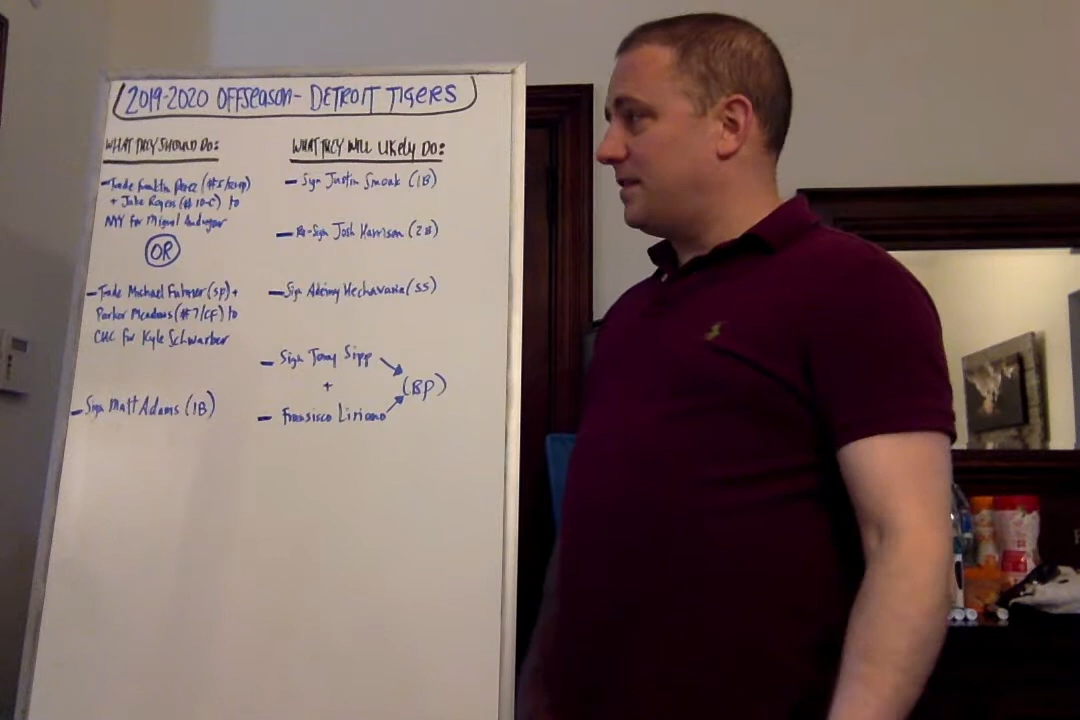 2019-2020 OFFSEASON- DETROIT TIGERS
WHAT THEY SHOULD DO:
-Trade Franklin Perez (#5/RHP)
+ Jake Rogers (#10-C) to
NYY for Miguel Andujar
OR
-Trade Michael Fulmer (SP) +
Parker Meadows (#7/CF) to
CHC for Kyle Schwarber
-Sign Matt Adams (1B)
WHAT THEY WILL LIKELY DO:
- Sign Justin Smoak (1B)
- Re-Sign Josh Harrison (2B)
-Sign Adeiny Hechavaria (SS)
- Sign Tony Sipp
+
(BP)
- Fransisco Liriano